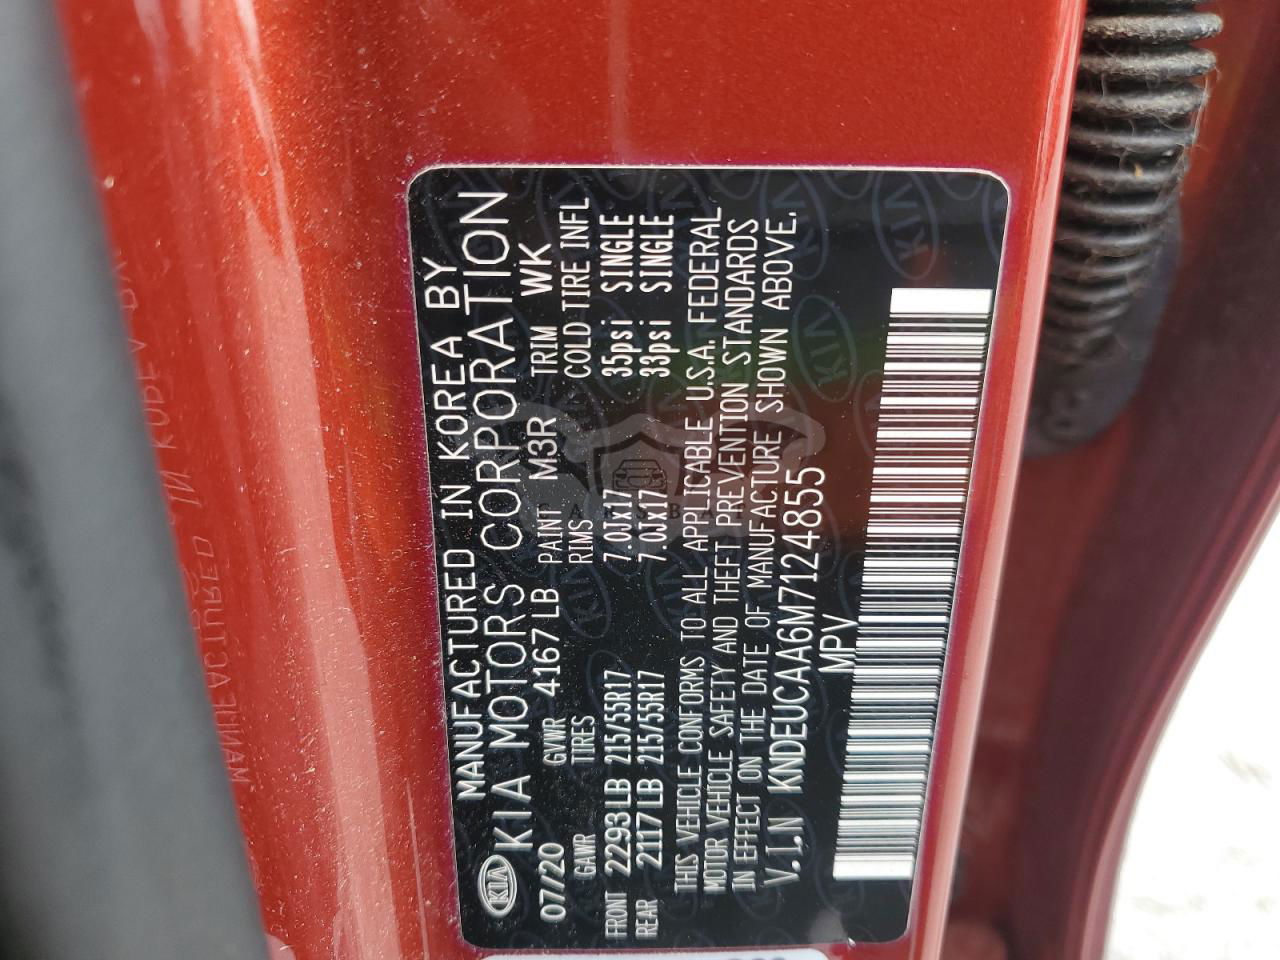 MANUFACTURED IN KOREA BY
KIA KIA MOTORS CORPORATION
07/20 4167 LB M3R WK
GVWR PAINT TRIM
GAWR TIRES RIMS COLD TIRE INFL
FRONT 2293 LB 215/55R17 7.0Jx17 35psi SINGLE
REAR 2117 LB 215/55R17 7.0Jx17 33psi SINGLE
THIS VEHICLE CONFORMS TO ALL APPLICABLE U.S.A. FEDERAL
MOTOR VEHICLE SAFETY AND THEFT PREVENTION STANDARDS
IN EFFECT ON THE DATE OF MANUFACTURE SHOWN ABOVE.
V.I.N KNDEUCAA6M7124855
MPV